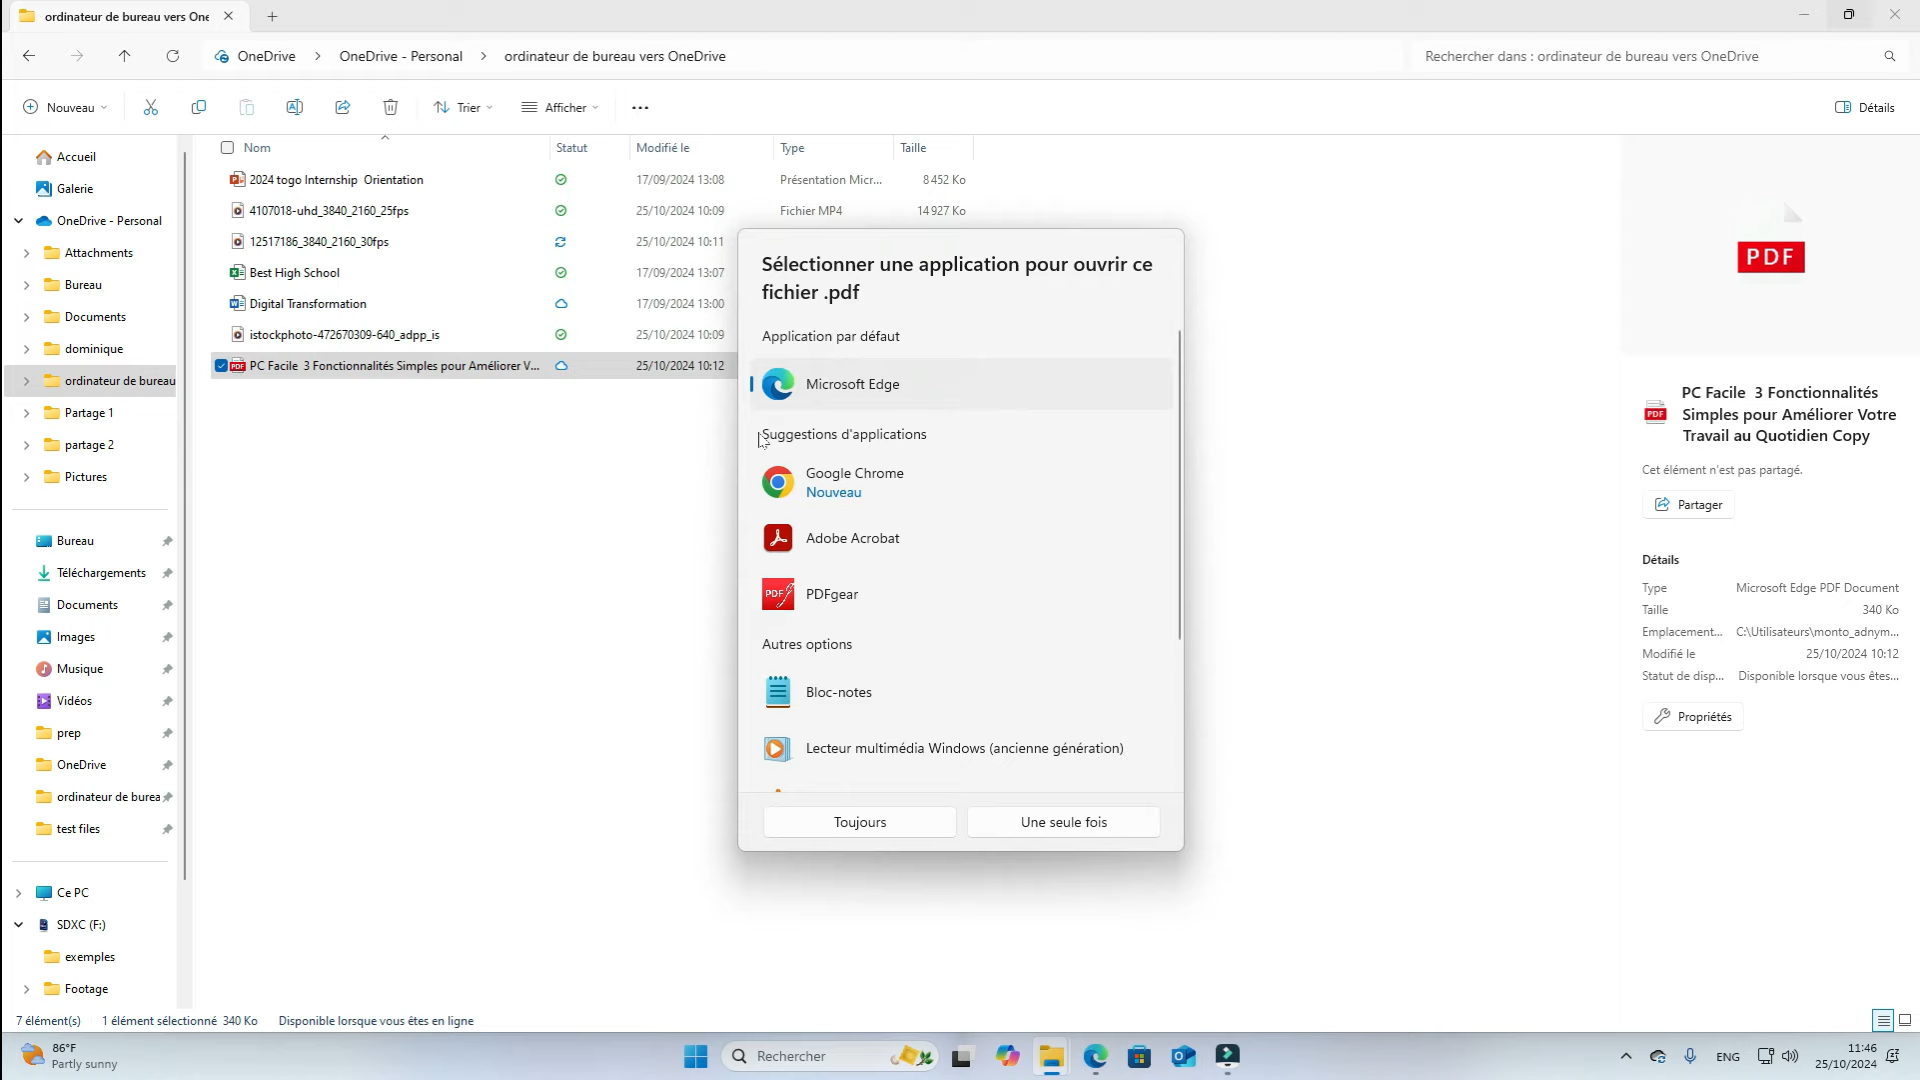 ordinateur de bureau vers One
OneDrive
OneDrive - Personal
ordinateur de bureau vers OneDrive
Rechercher dans : ordinateur de bureau vers OneDrive
Nouveau
Trier
Afficher
Détails
Accueil
Galerie
OneDrive - Personal
Attachments
Bureau
Documents
dominique
ordinateur de bureau
Partage 1
partage 2
Pictures
Bureau
Téléchargements
Documents
Images
Musique
Vidéos
prep
OneDrive
ordinateur de burea
test files
Ce PC
SDXC (F:)
exemples
Footage
Nom Statut Modifié le Type Taille
2024 togo Internship Orientation 17/09/2024 13:08 Présentation Micr... 8 452 Ko
4107018-uhd_3840_2160_25fps 25/10/2024 10:09 Fichier MP4 14 927 Ko
12517186_3840_2160_30fps 25/10/2024 10:11
Best High School 17/09/2024 13:07
Digital Transformation 17/09/2024 13:00
istockphoto-472670309-640_adpp_is 25/10/2024 10:09
PDF PC Facile 3 Fonctionnalités Simples pour Améliorer V... 25/10/2024 10:12
Sélectionner une application pour ouvrir ce
fichier .pdf
Application par défaut
Microsoft Edge
Suggestions d'applications
Google Chrome
Nouveau
Adobe Acrobat
PDF PDFgear
Autres options
Bloc-notes
Lecteur multimédia Windows (ancienne génération)
Toujours
Une seule fois
PDF
PDF
PC Facile 3 Fonctionnalités
Simples pour Améliorer Votre
Travail au Quotidien Copy
Cet élément n'est pas partagé.
Partager
Détails
Type Microsoft Edge PDF Document
Taille 340 Ko
Emplacement... C:\Utilisateurs\monto_adnym...
Modifié le 25/10/2024 10:12
Statut de disp... Disponible lorsque vous êtes...
Propriétés
7 élément(s) 1 élément sélectionné 340 Ko Disponible lorsque vous êtes en ligne
86°F
Partly sunny
Rechercher
ENG
11:46
25/10/2024